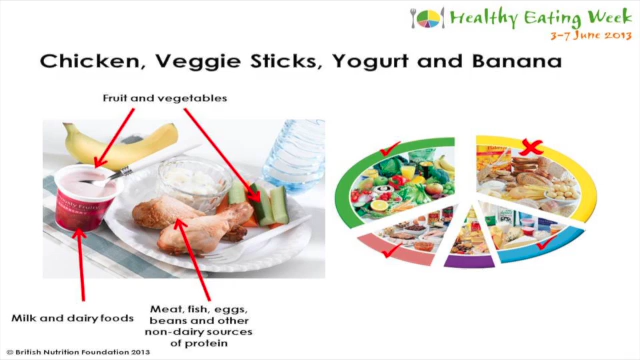 Healthy Eating Week
3-7 June 2013
Chicken, Veggie Sticks, Yogurt and Banana
Fruit and vegetables
Milk and dairy foods
Meat, fish, eggs,
beans and other
non-dairy sources
of protein
© British Nutrition Foundation 2013